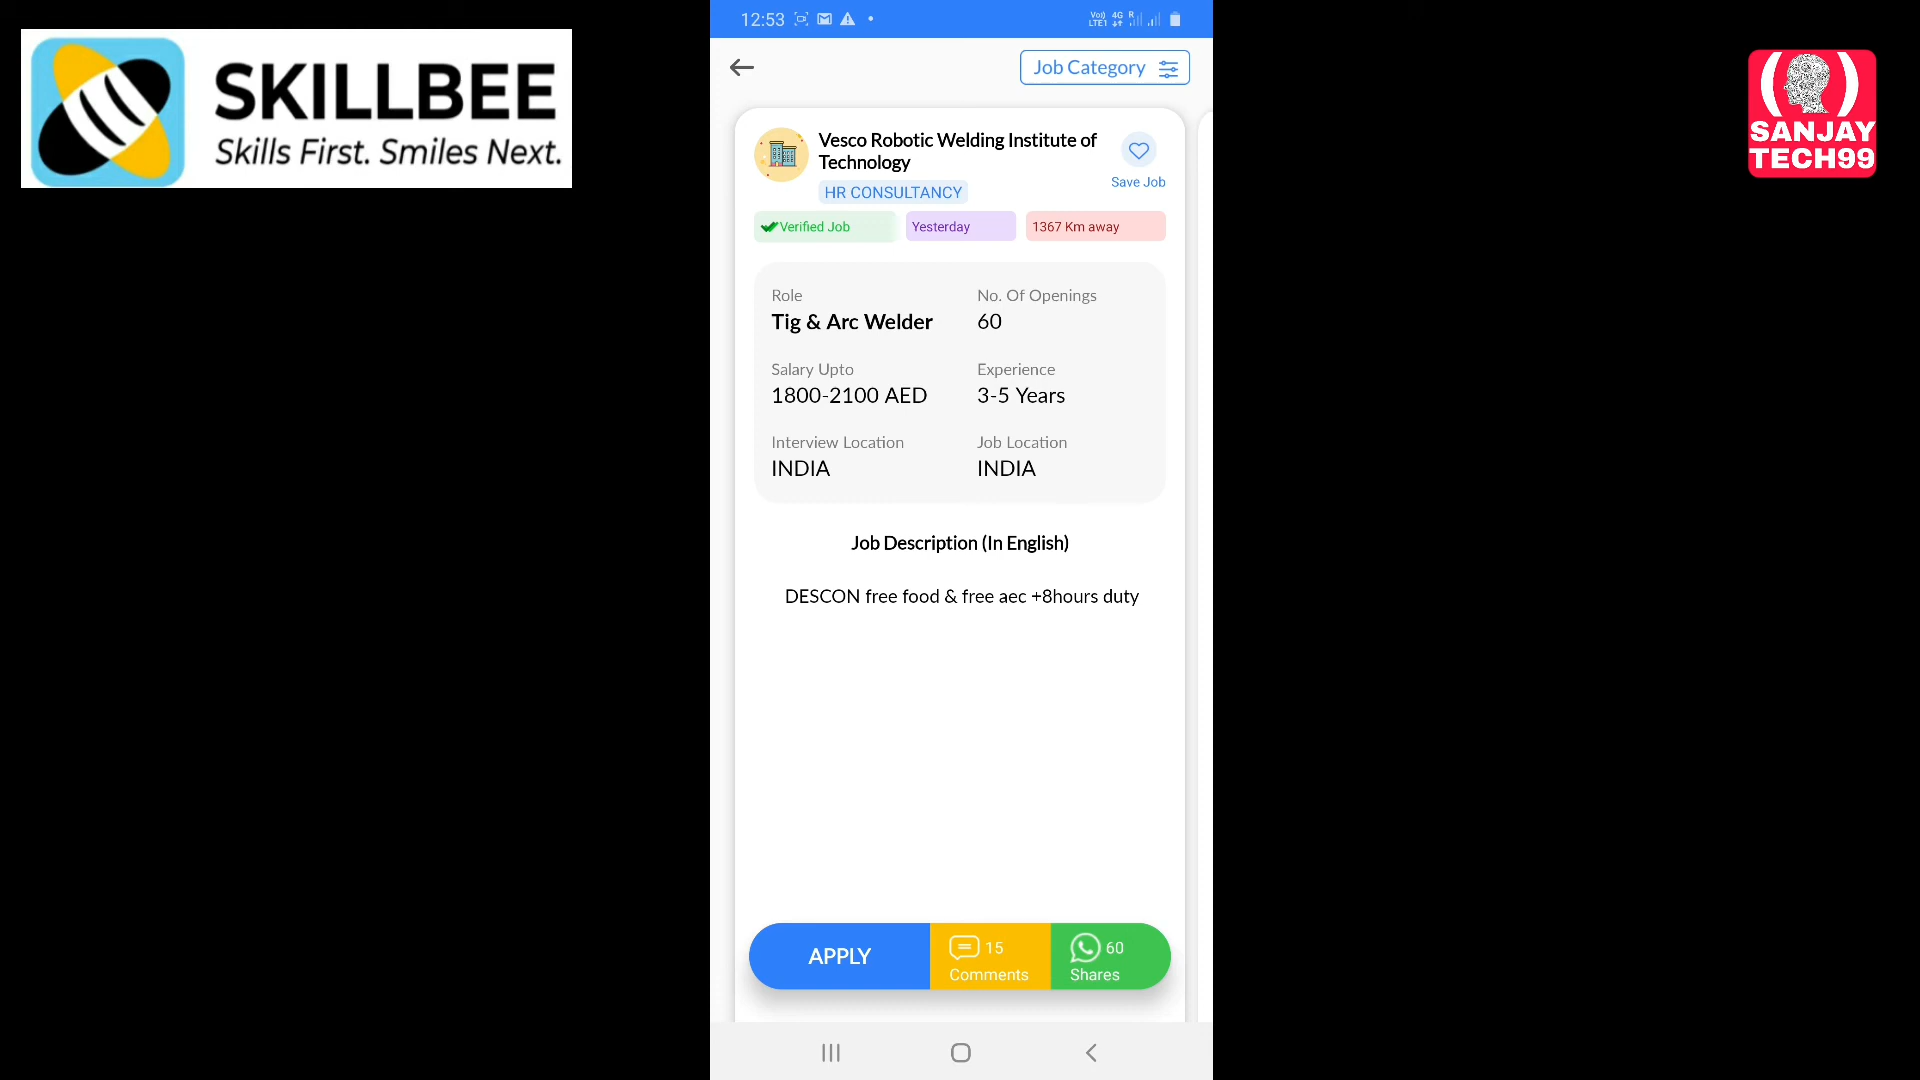 SKILLBEE
Skills First. Smiles Next.
12:53
Vo)) 4G R
LTE1
Job Category
SANJAY
TECH99
Vesco Robotic Welding Institute of
Technology
HR CONSULTANCY
Save Job
Verified Job
Yesterday
1367 Km away
Role
No. Of Openings
Tig & Arc Welder
60
Salary Upto
Experience
1800-2100 AED
3-5 Years
Interview Location
Job Location
INDIA
INDIA
Job Description (In English)
DESCON free food & free aec +8hours duty
APPLY
15
Comments
60
Shares